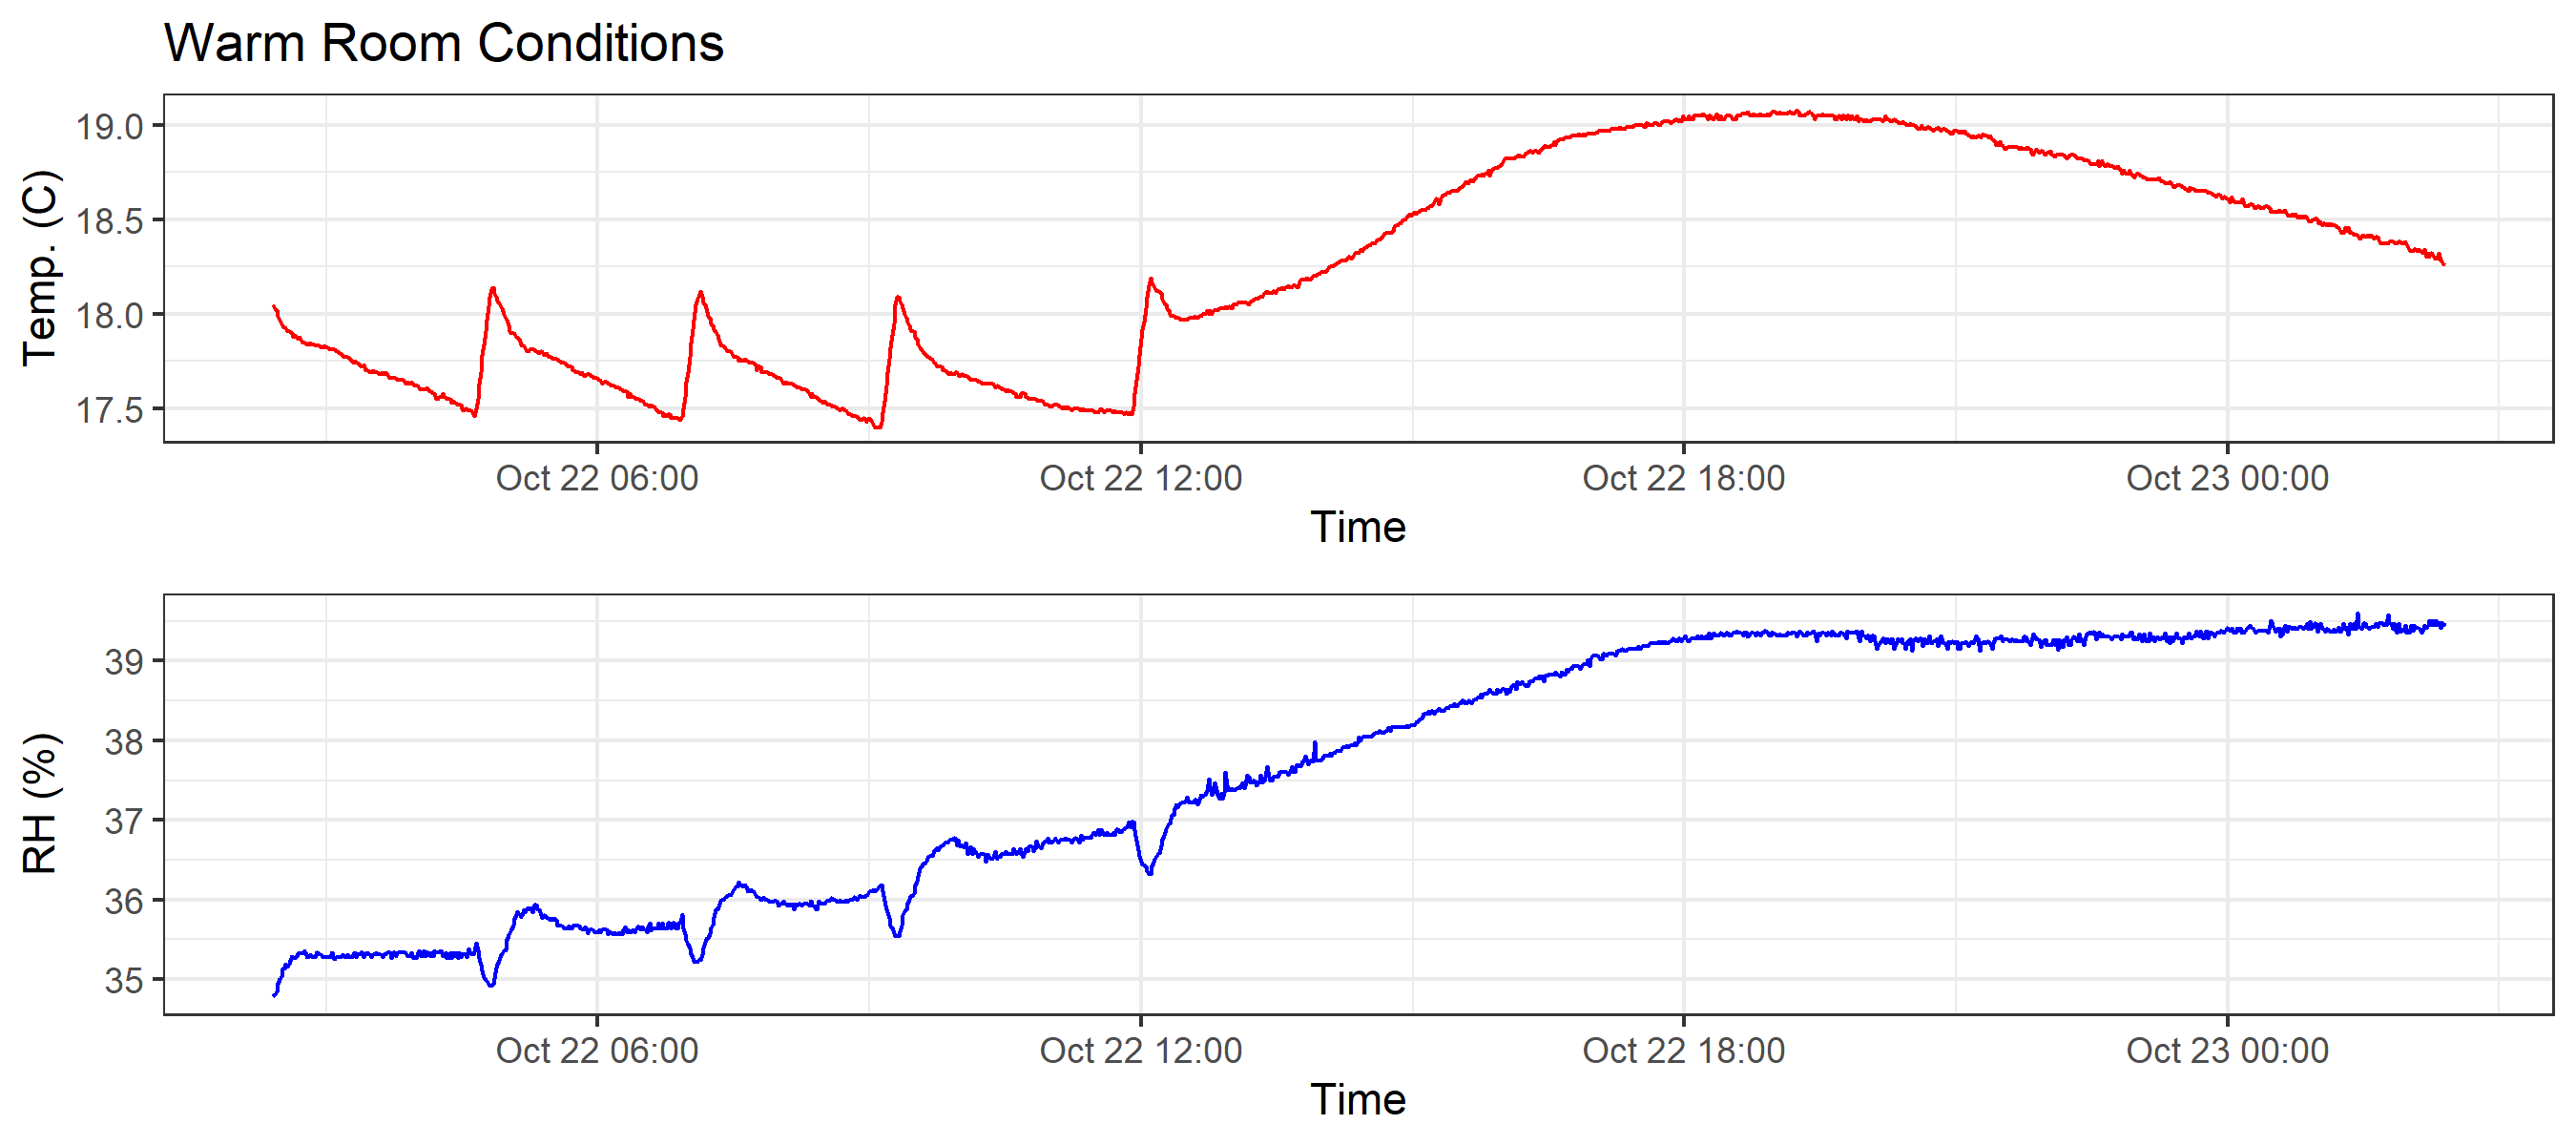 Warm Room Conditions
Temp. (C)
19.0
18.5
18.0
17.5
Oct 22 06:00 Oct 22 12:00 Oct 22 18:00 Oct 23 00:00
Time
RH (%)
39
38
37
36
35
Oct 22 06:00 Oct 22 12:00 Oct 22 18:00 Oct 23 00:00
Time